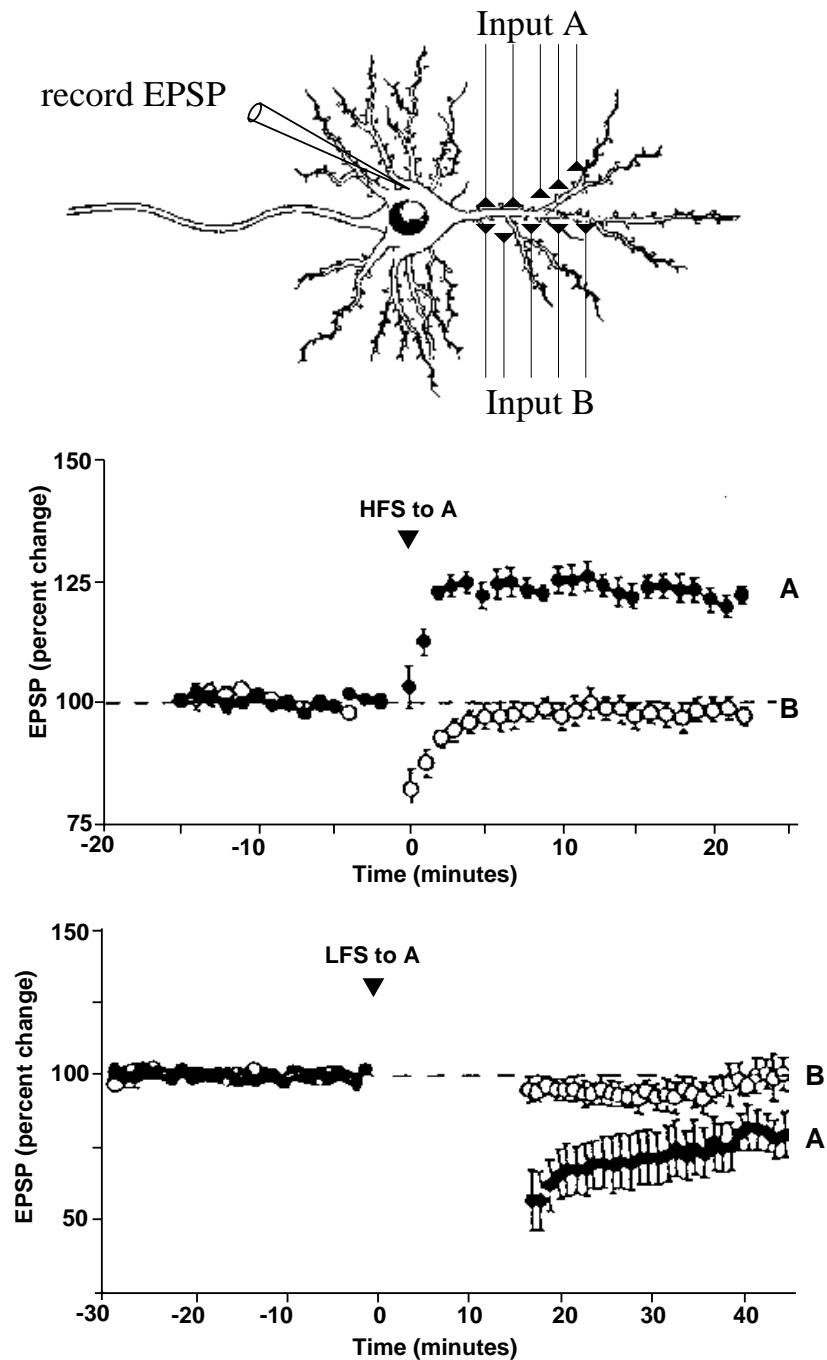 Input A
record EPSP
Input B
150
HFS to A
125
A
EPSP (percent change)
100
B
75
-20
-10
0
10
20
Time (minutes)
150
LFS to A
EPSP (percent change)
100
B
A
50
-30
-20
-10
0
10
20
30
40
Time (minutes)